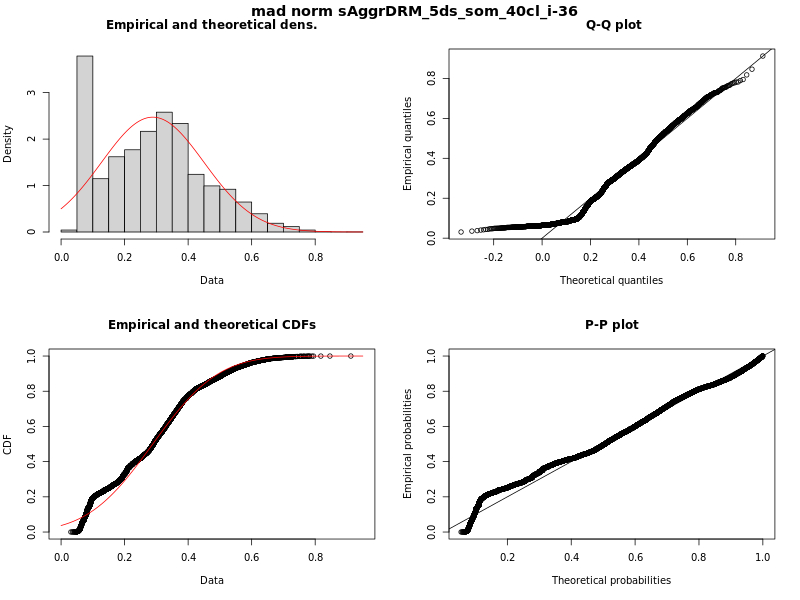 mad norm sAggrDRM_5ds_som_40cl_i-36
Empirical and theoretical dens.
Density
0 1 2 3
0.0 0.2 0.4 0.6 0.8
Data
Q-Q plot
Empirical quantiles
0.0 0.2 0.4 0.6 0.8
-0.2 0.0 0.2 0.4 0.6 0.8
Theoretical quantiles
Empirical and theoretical CDFs
CDF
0.0 0.2 0.4 0.6 0.8 1.0
0.0 0.2 0.4 0.6 0.8
Data
P-P plot
Empirical probabilities
0.0 0.2 0.4 0.6 0.8 1.0
0.2 0.4 0.6 0.8 1.0
Theoretical probabilities